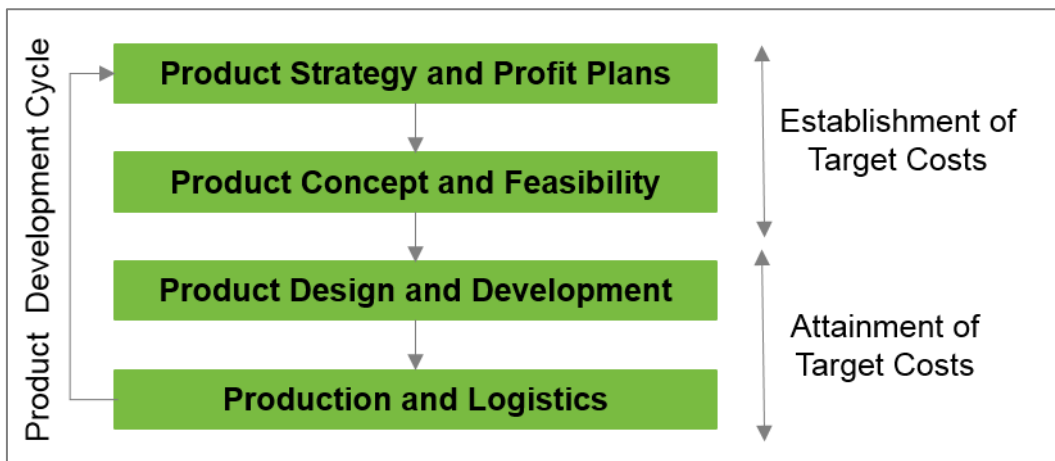 Product Development Cycle
Product Strategy and Profit Plans
Product Concept and Feasibility
Product Design and Development
Production and Logistics
Establishment of
Target Costs
Attainment of
Target Costs